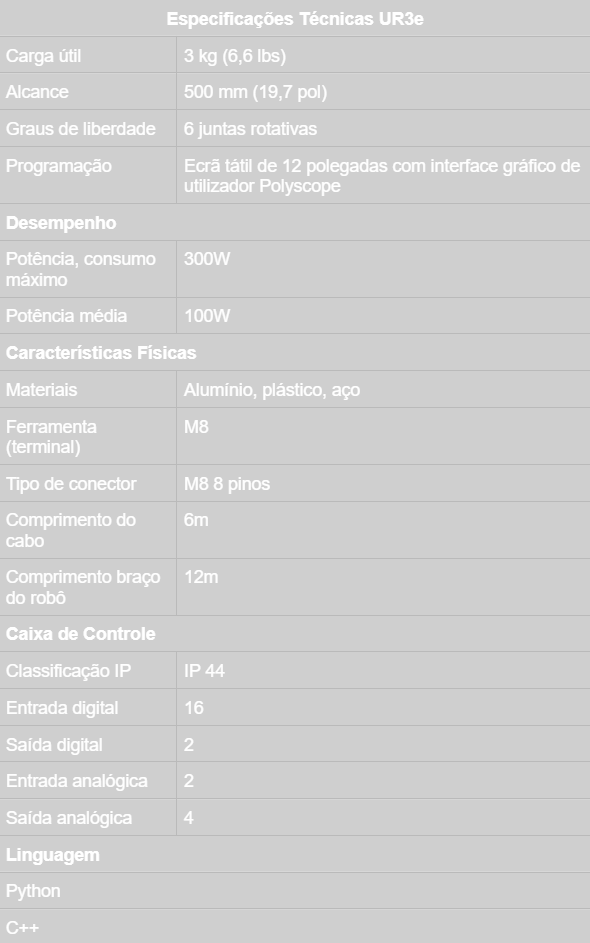 Especificações Técnicas UR3e
Carga útil 3 kg (6,6 lbs)
Alcance 500 mm (19,7 pol)
Graus de liberdade 6 juntas rotativas
Programação Ecrã tátil de 12 polegadas com interface gráfico de
utilizador Polyscope
Desempenho
Potência, consumo 300W
máximo
Potência média 100W
Características Físicas
Materiais Alumínio, plástico, aço
Ferramenta M8
(terminal)
Tipo de conector M8 8 pinos
Comprimento do 6m
cabo
Comprimento braço 12m
do robô
Caixa de Controle
Classificação IP IP 44
Entrada digital 16
Saída digital 2
Entrada analógica 2
Saída analógica 4
Linguagem
Python
C++